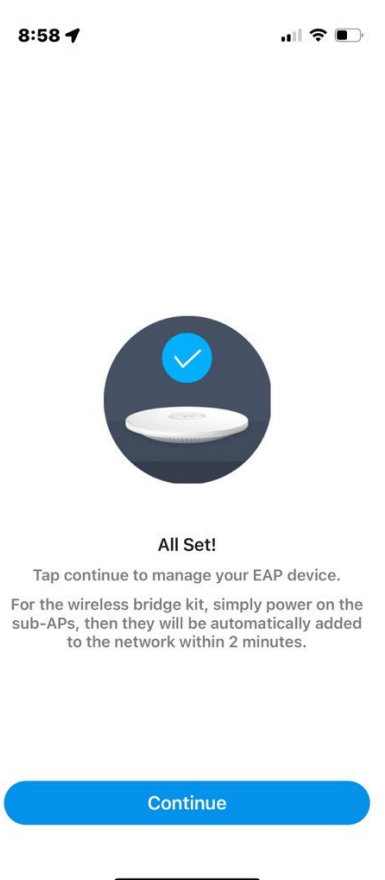 8:58
All Set!
Tap continue to manage your EAP device.
For the wireless bridge kit, simply power on the
sub-APs, then they will be automatically added
to the network within 2 minutes.
Continue